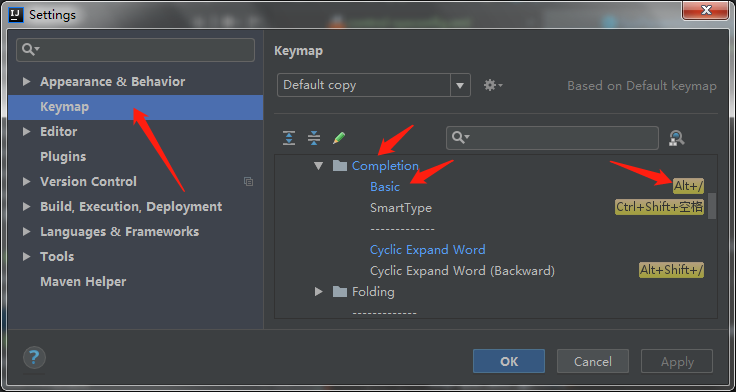 IJ Settings
Keymap
Appearance & Behavior
Keymap
Editor
Plugins
Version Control
Build, Execution, Deployment
Languages & Frameworks
Tools
Maven Helper
Default copy
Based on Default keymap
Completion
Basic Alt+/
SmartType Ctrl+Shift+空格
-------------
Cyclic Expand Word
Cyclic Expand Word (Backward) Alt+Shift+/
Folding
-------------
?
OK Cancel Apply